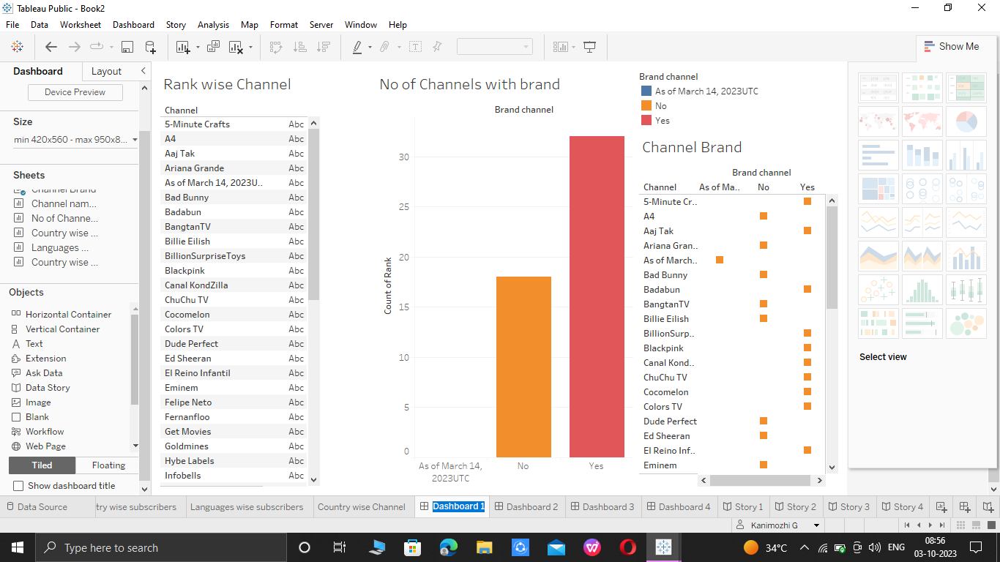 Tableau Public - Book2
File Data Worksheet Dashboard Story Analysis Map Format Server Window Help
Show Me
Dashboard Layout
Device Preview
Size
min 420x560 - max 950x8...
Sheets
Channel Brand
Channel nam...
No of Channe...
Country wise ...
Languages ...
Country wise ...
Objects
Horizontal Container
Vertical Container
Text
Extension
Ask Data
Data Story
Image
Blank
Workflow
Web Page
Tiled Floating
Show dashboard title
Rank wise Channel
Channel
5-Minute Crafts Abc
A4 Abc
Aaj Tak Abc
Ariana Grande Abc
As of March 14, 2023U.. Abc
Bad Bunny Abc
Badabun Abc
BangtanTV Abc
Billie Eilish Abc
BillionSurpriseToys Abc
Blackpink Abc
Canal KondZilla Abc
ChuChu TV Abc
Cocomelon Abc
Colors TV Abc
Dude Perfect Abc
Ed Sheeran Abc
El Reino Infantil Abc
Eminem Abc
Felipe Neto Abc
Fernanfloo Abc
Get Movies Abc
Goldmines Abc
Hybe Labels Abc
Infobells Abc
No of Channels with brand
Brand channel
Count of Rank
30
25
20
15
10
5
0
As of March 14,
2023UTC
No
Yes
Brand channel
As of March 14, 2023UTC
No
Yes
Channel Brand
Brand channel
Channel As of Ma.. No Yes
5-Minute Cr..
A4
Aaj Tak
Ariana Gran..
As of March..
Bad Bunny
Badabun
BangtanTV
Billie Eilish
BillionSurp..
Blackpink
Canal Kond..
ChuChu TV
Cocomelon
Colors TV
Dude Perfect
Ed Sheeran
El Reino Inf..
Eminem
Select view
Data Source try wise subscribers Languages wise subscribers Country wise Channel Dashboard 1 Dashboard 2 Dashboard 3 Dashboard 4 Story 1 Story 2 Story 3 Story 4
Kanimozhi G
Type here to search
34°C
ENG
08:56
03-10-2023